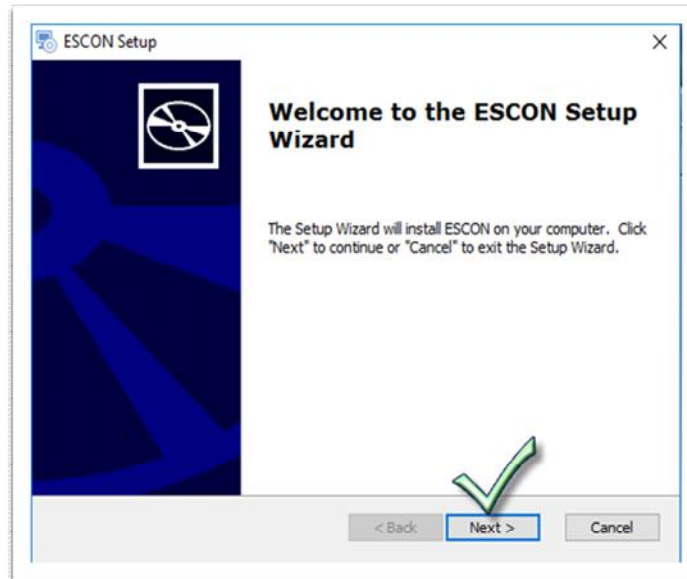 ESCON Setup
Welcome to the ESCON Setup
Wizard
The Setup Wizard will install ESCON on your computer. Click
"Next" to continue or "Cancel" to exit the Setup Wizard.
< Back Next > Cancel